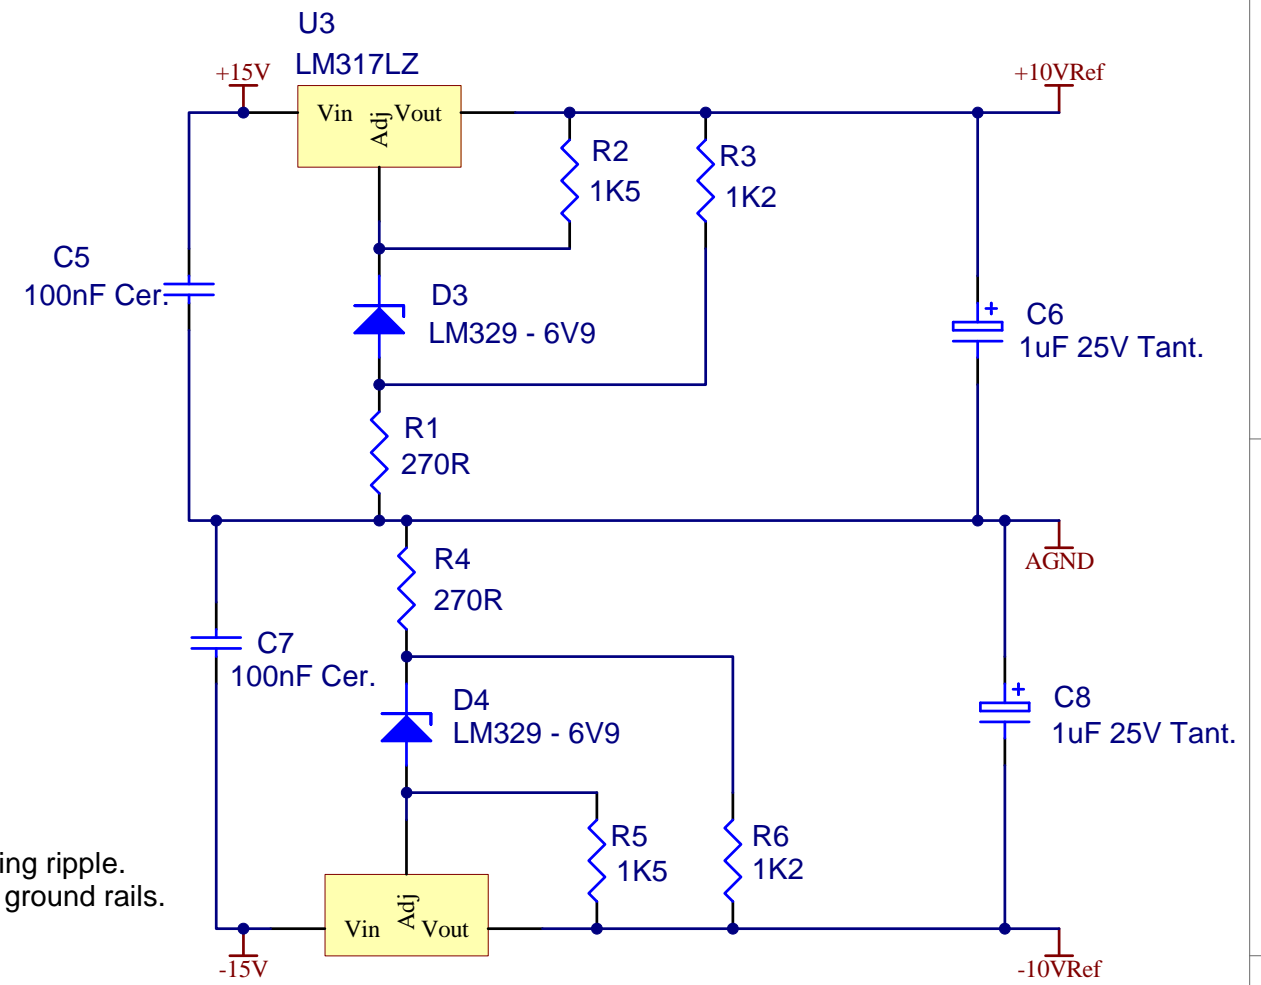 U3
LM317LZ
+15V
+10VRef
Vin
Adj
Vout
R2
1K5
R3
1K2
C5
100nF Cer.
D3
LM329 - 6V9
+
C6
1uF 25V Tant.
R1
270R
AGND
R4
270R
C7
100nF Cer.
D4
LM329 - 6V9
+
C8
1uF 25V Tant.
R5
1K5
R6
1K2
ing ripple.
ground rails.
Vin
Adj
Vout
-15V
-10VRef